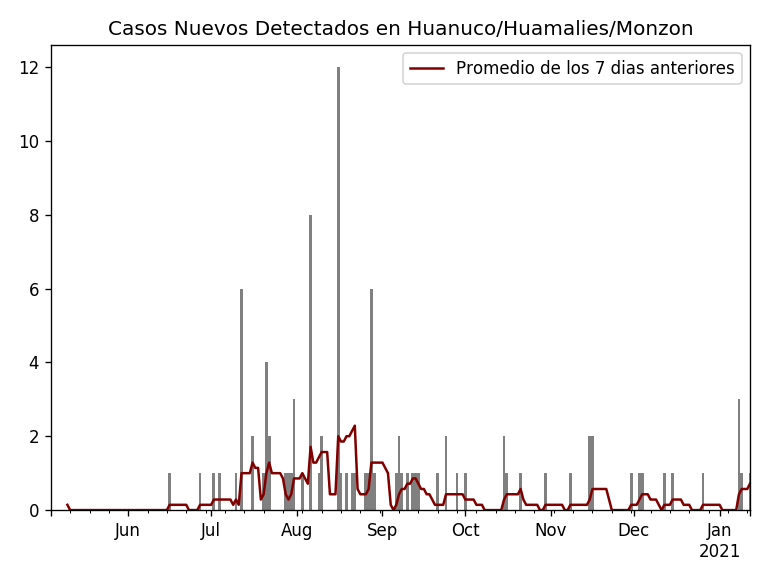 Casos Nuevos Detectados en Huanuco/Huamalies/Monzon
Promedio de los 7 dias anteriores
12
10
8
6
4
2
0
Jun Jul Aug Sep Oct Nov Dec Jan
2021